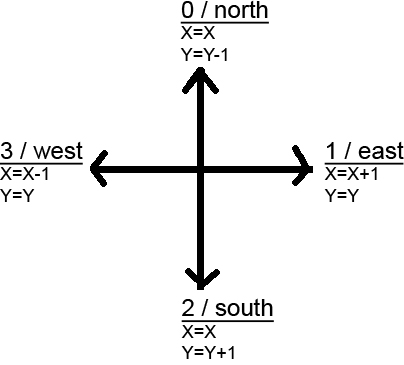 0 / north
X=X
Y=Y-1
3 / west
X=X-1
Y=Y
1 / east
X=X+1
Y=Y
2 / south
X=X
Y=Y+1